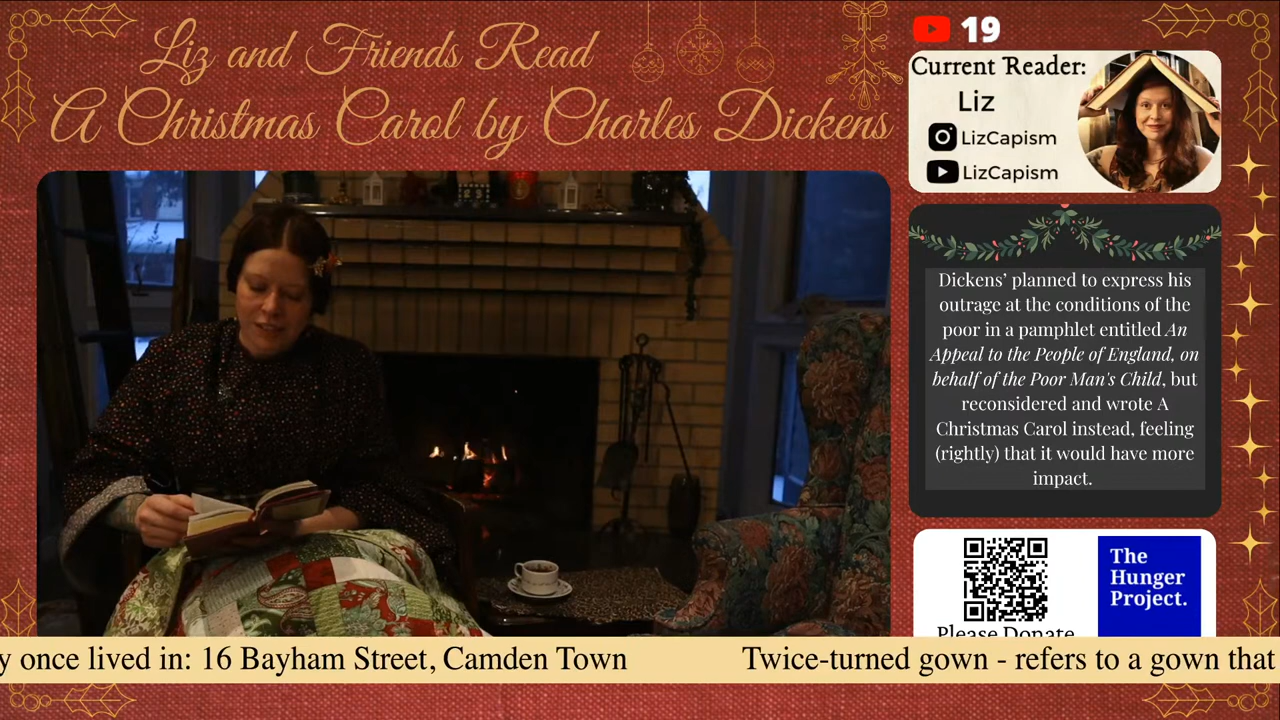 Liz and Friends Read
A Christmas Carol by Charles Dickens
19
Current Reader:
Liz
LizCapism
LizCapism
Dickens’ planned to express his
outrage at the conditions of the
poor in a pamphlet entitled An
Appeal to the People of England, on
behalf of the Poor Man's Child, but
reconsidered and wrote A
Christmas Carol instead, feeling
(rightly) that it would have more
impact.
The
Hunger
Project.
Please Donate
y once lived in: 16 Bayham Street, Camden Town
Twice-turned gown - refers to a gown that